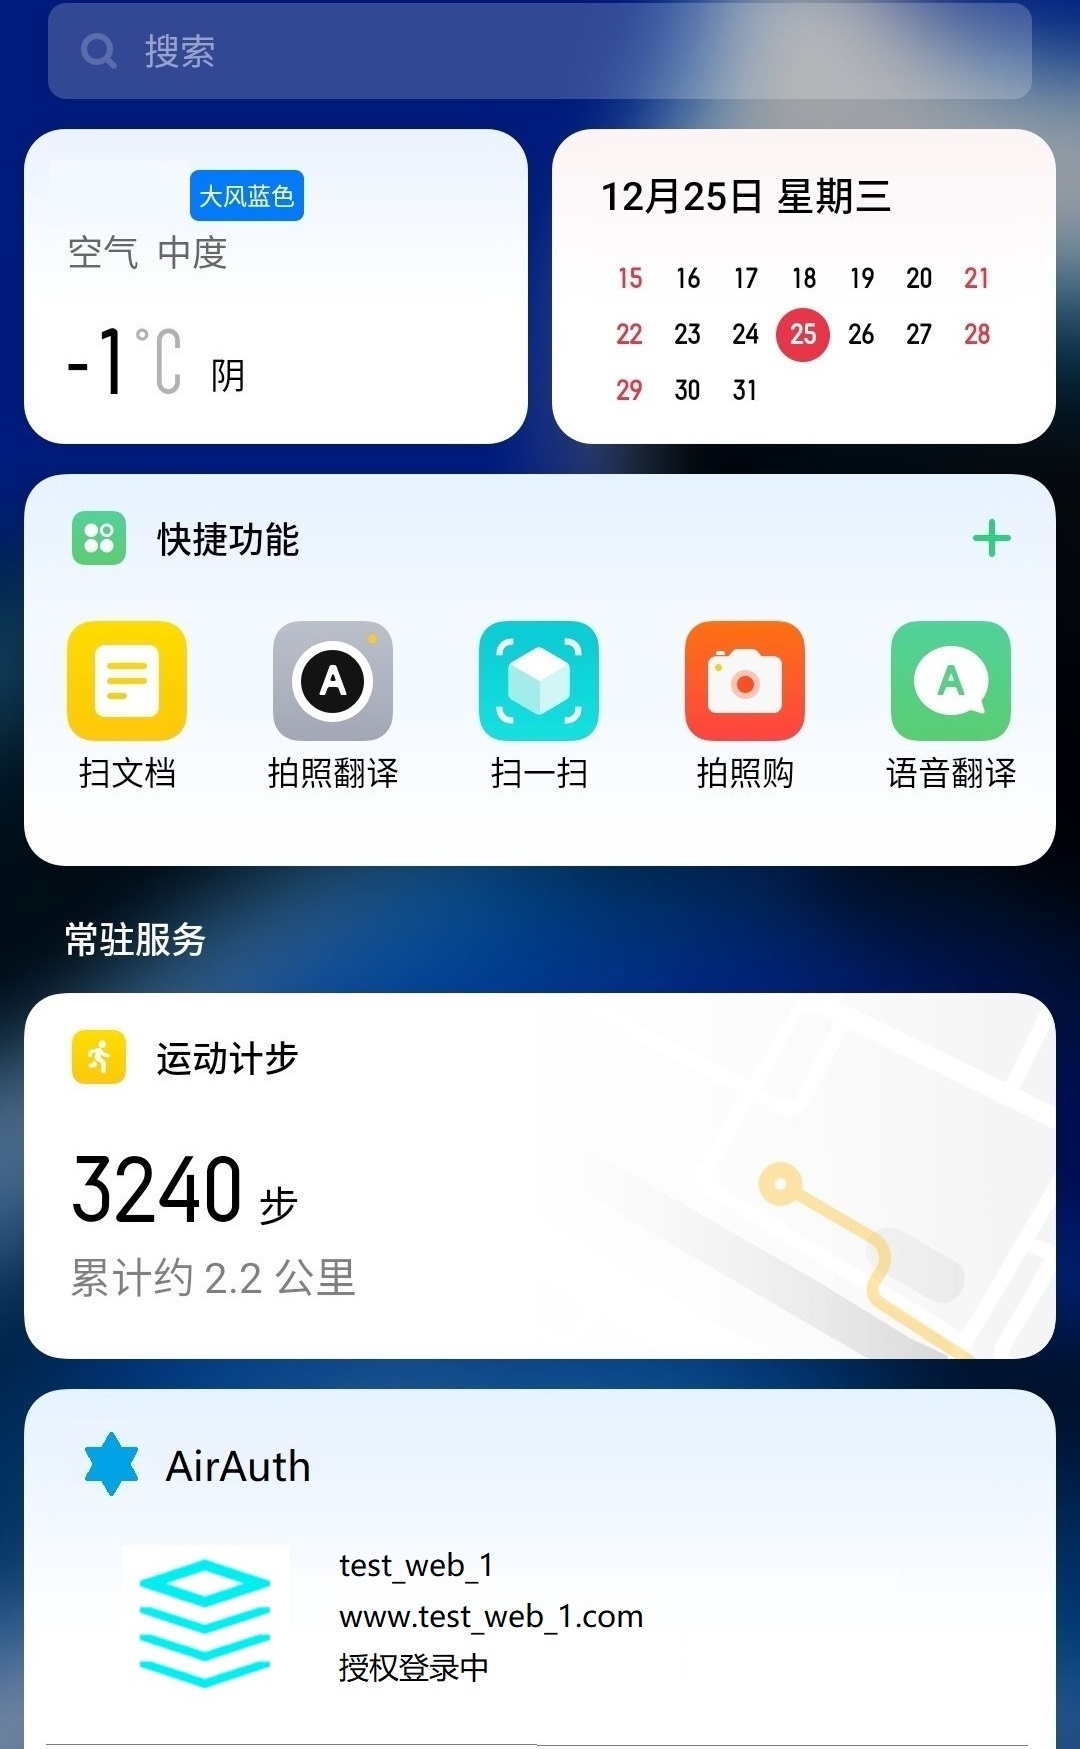 搜索
大风蓝色
空气 中度
-1℃ 阴
12月25日 星期三
15 16 17 18 19 20 21
22 23 24 25 26 27 28
29 30 31
快捷功能
A
A
扫文档 拍照翻译 扫一扫 拍照购 语音翻译
常驻服务
运动计步
3240 步
累计约 2.2 公里
AirAuth
test_web_1
www.test_web_1.com
授权登录中